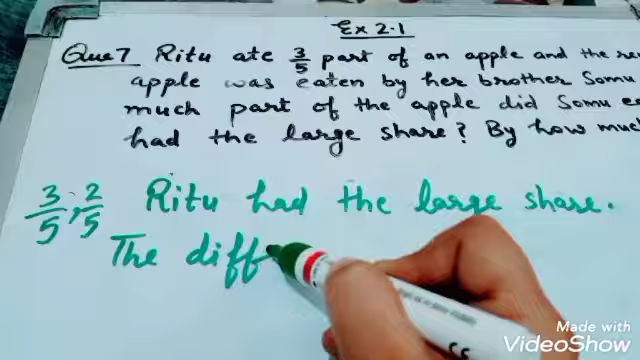 Ex 2.1
Que 7 Ritu ate 3/5 part of an apple and the
apple was eaten by her brother Somu
much part of the apple did Somu
had the large share? By how much
3/5, 2/5 Ritu had the large share.
The diff
Made with
VideoShow